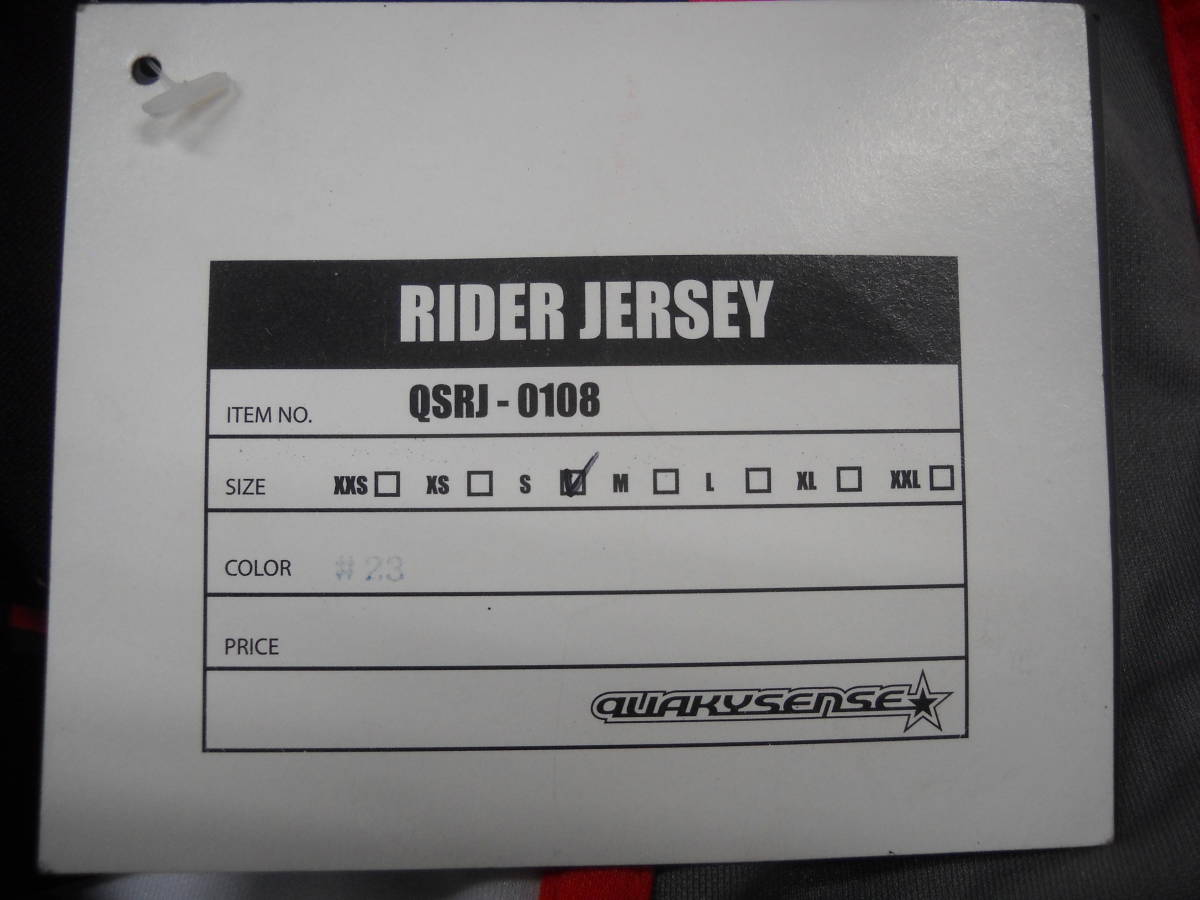 RIDER JERSEY
ITEM NO. QSRJ - 0108
SIZE XXS☐ XS ☐ S ☑ M ☐ L ☐ XL ☐ XXL ☐
COLOR #23
PRICE
QUAKYSENSE